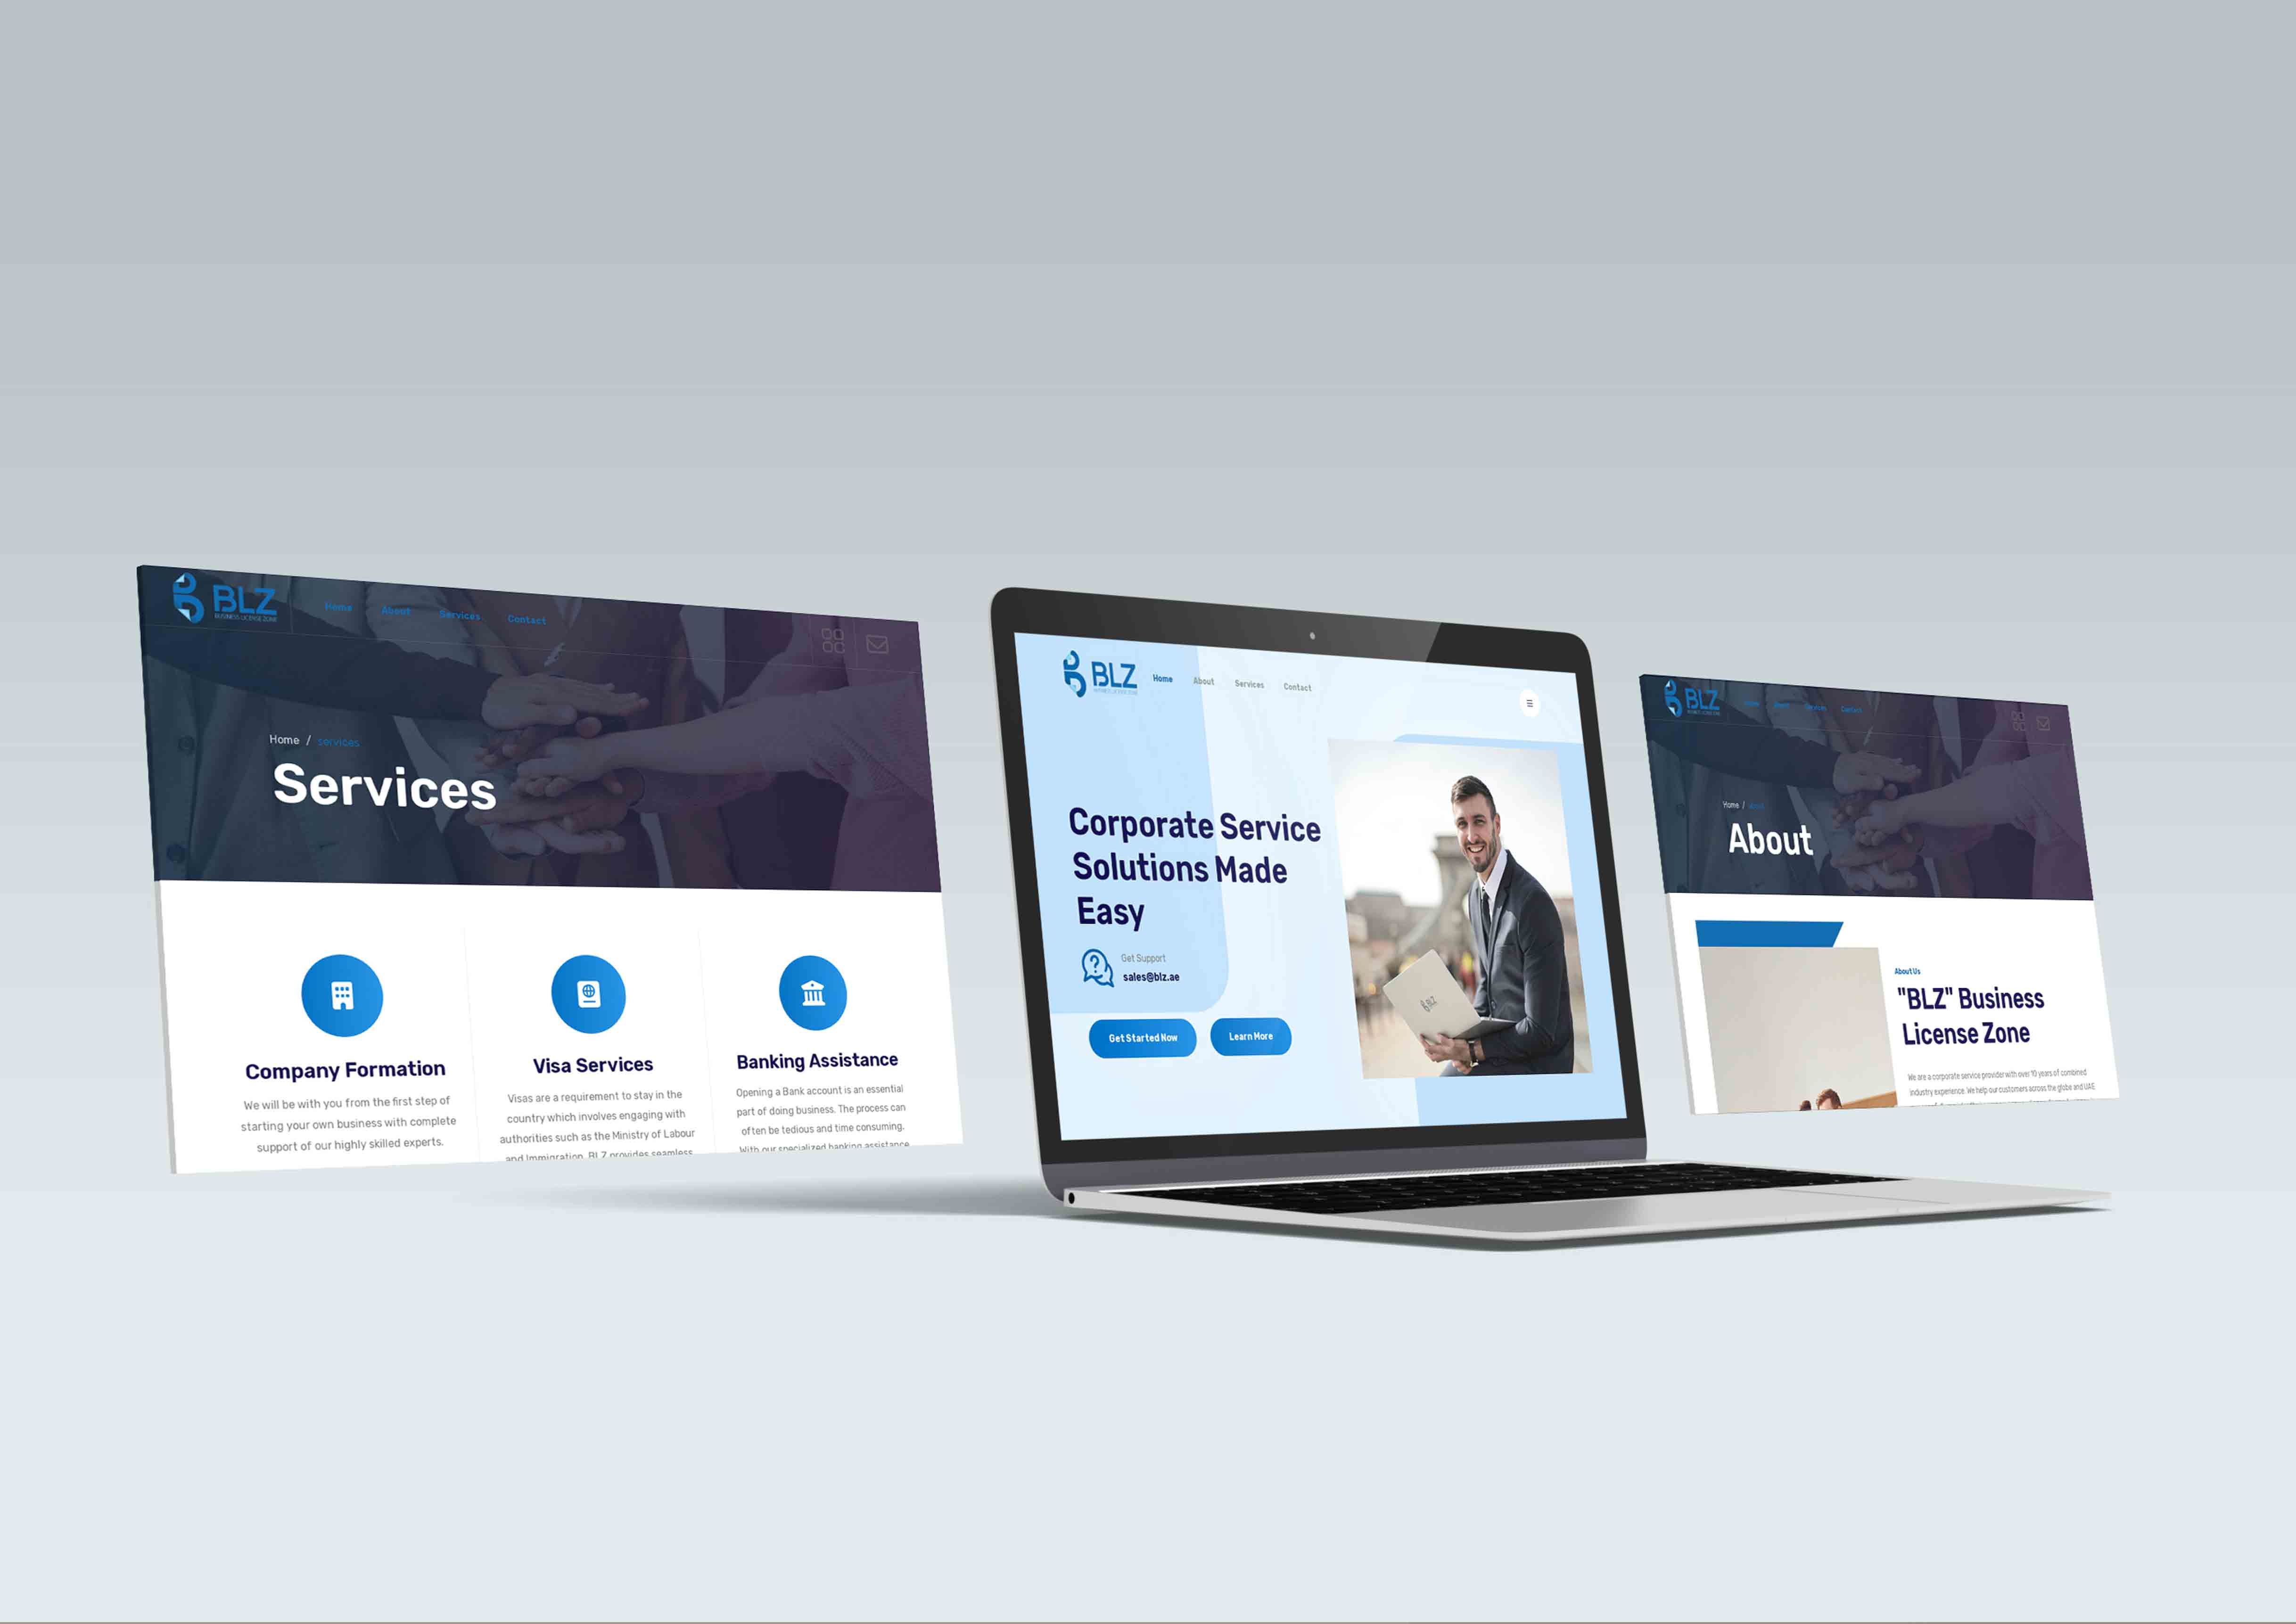 BLZ
BUSINESS LICENSE ZONE
Home About Services Contact
Home / services
Services
Company Formation
We will be with you from the first step of
starting your own business with complete
support of our highly skilled experts.
Visa Services
Visas are a requirement to stay in the
country which involves engaging with
authorities such as the Ministry of Labour
and Immigration. BLZ provides seamless
Banking Assistance
Opening a Bank account is an essential
part of doing business. The process can
often be tedious and time consuming.
With our specialized banking assistance
BLZ
Home About Services Contact
Corporate Service
Solutions Made
Easy
Get Support
sales@blz.ae
Get Started Now
Learn More
BLZ
BLZ
Home About Services Contact
Home / about
About
About Us
"BLZ" Business
License Zone
We are a corporate service provider with over 10 years of combined
industry experience. We help our customers across the globe and UAE